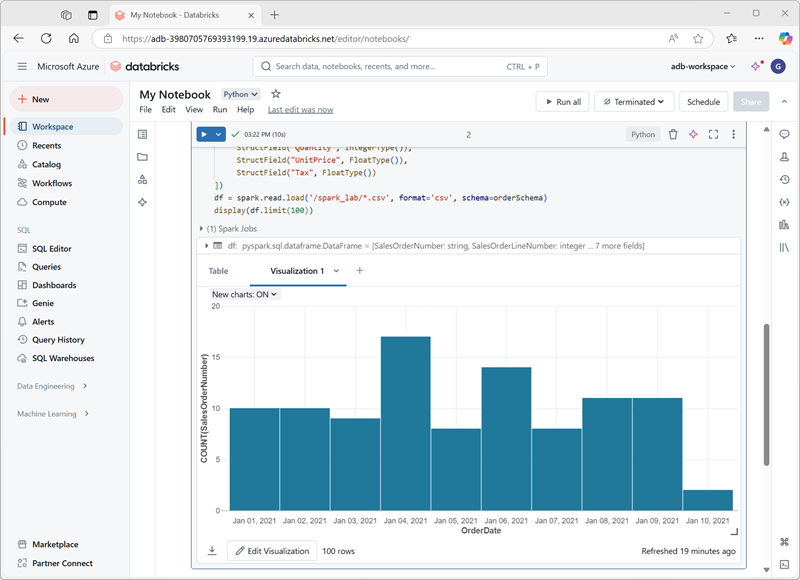 My Notebook - Databricks
https://adb-3980705769393199.19.azuredatabricks.net/editor/notebooks/
Microsoft Azure databricks Search data, notebooks, recents, and more... CTRL + P adb-workspace G
New
Workspace
Recents
Catalog
Workflows
Compute
SQL
SQL Editor
Queries
Dashboards
Genie
Alerts
Query History
SQL Warehouses
Data Engineering
Machine Learning
Marketplace
Partner Connect
My Notebook Python
File Edit View Run Help Last edit was now
Run all Terminated Schedule Share
03:22 PM (10s) 2 Python
StructField("Quantity", IntegerType()),
StructField("UnitPrice", FloatType()),
StructField("Tax", FloatType())
])
df = spark.read.load('/spark_lab/*.csv', format='csv', schema=orderSchema)
display(df.limit(100))
(1) Spark Jobs
df: pyspark.sql.dataframe.DataFrame = [SalesOrderNumber: string, SalesOrderLineNumber: integer ... 7 more fields]
Table Visualization 1 +
New charts: ON
20
15
10
5
0
COUNT(SalesOrderNumber)
Jan 01, 2021 Jan 02, 2021 Jan 03, 2021 Jan 04, 2021 Jan 05, 2021 Jan 06, 2021 Jan 07, 2021 Jan 08, 2021 Jan 09, 2021 Jan 10, 2021
OrderDate
Edit Visualization 100 rows Refreshed 19 minutes ago